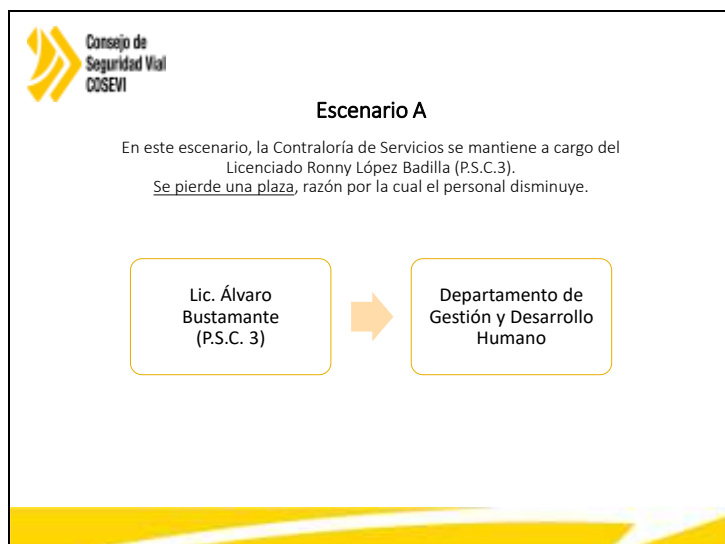 Consejo de
Seguridad Vial
COSEVI
Escenario A
En este escenario, la Contraloría de Servicios se mantiene a cargo del
Licenciado Ronny López Badilla (P.S.C.3).
Se pierde una plaza, razón por la cual el personal disminuye.
Lic. Álvaro
Bustamante
(P.S.C. 3)
Departamento de
Gestión y Desarrollo
Humano